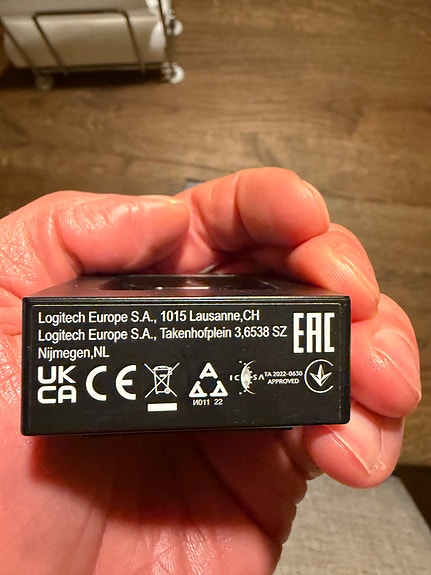 Logitech Europe S.A., 1015 Lausanne,CH
Logitech Europe S.A., Takenhofplein 3,6538 SZ
Nijmegen,NL
EAC
UK
CA
CE
И011 22
ICASA
TA 2022-0630
APPROVED